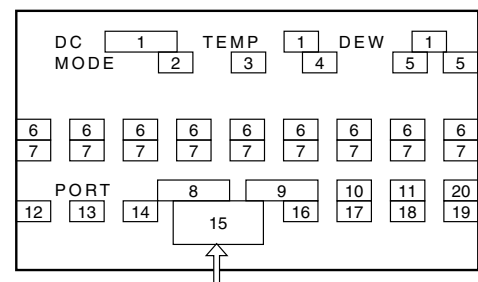 DC 1 TEMP 1 DEW 1
MODE 2 3 4 5 5
6 6 6 6 6 6 6 6 6
7 7 7 7 7 7 7 7 7
PORT 8 9 10 11 20
12 13 14 15 16 17 18 19